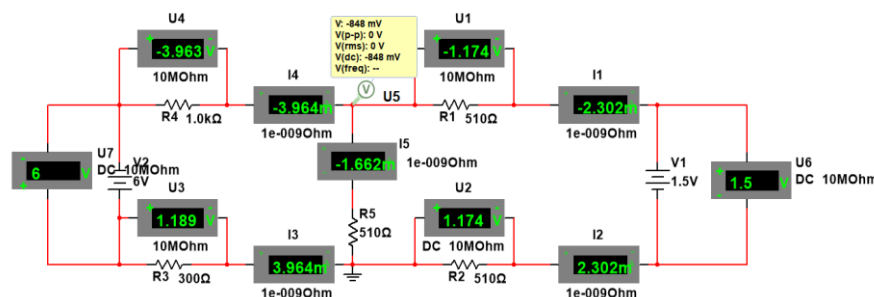 U4
-3.963 V
10MOhm
R4
1.0kΩ
I4
-3.964m
1e-009Ohm
V: -848 mV
V(p-p): 0 V
V(rms): 0 V
V(dc): -848 mV
V(freq): --
V
U5
U1
-1.174 V
10MOhm
R1
510Ω
I1
-2.302m
1e-009Ohm
U7
6 V
DC 10MOhm
V2
6V
I5
-1.662m
1e-009Ohm
V1
1.5V
U6
1.5 V
DC 10MOhm
U3
1.189 V
10MOhm
R3
300Ω
I3
3.964m
1e-009Ohm
R5
510Ω
U2
1.174 V
DC 10MOhm
R2
510Ω
I2
2.302m
1e-009Ohm